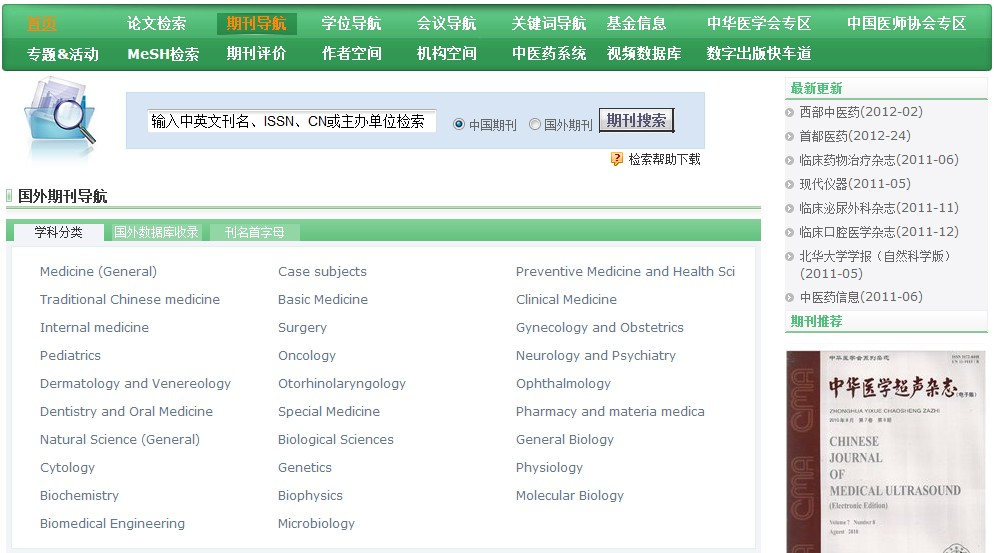 首页 论文检索 期刊导航 学位导航 会议导航 关键词导航 基金信息 中华医学会专区 中国医师协会专区
专题&活动 MeSH检索 期刊评价 作者空间 机构空间 中医药系统 视频数据库 数字出版快车道
输入中英文刊名、ISSN、CN或主办单位检索 中国期刊 国外期刊 期刊搜索
? 检索帮助下载
国外期刊导航
学科分类 国外数据库收录 刊名首字母
Medicine (General) Case subjects Preventive Medicine and Health Sci
Traditional Chinese medicine Basic Medicine Clinical Medicine
Internal medicine Surgery Gynecology and Obstetrics
Pediatrics Oncology Neurology and Psychiatry
Dermatology and Venereology Otorhinolaryngology Ophthalmology
Dentistry and Oral Medicine Special Medicine Pharmacy and materia medica
Natural Science (General) Biological Sciences General Biology
Cytology Genetics Physiology
Biochemistry Biophysics Molecular Biology
Biomedical Engineering Microbiology
最新更新
西部中医药(2012-02)
首都医药(2012-24)
临床药物治疗杂志(2011-06)
现代仪器(2011-05)
临床泌尿外科杂志(2011-11)
临床口腔医学杂志(2011-12)
北华大学学报（自然科学版）
(2011-05)
中医药信息(2011-06)
期刊推荐
中华医学会系列杂志
中华医学超声杂志(电子版)
ZHONGHUA YIXUE CHAOSHENG ZAZHI
2010年8月 第7卷 第8期
CHINESE
JOURNAL
OF
MEDICAL ULTRASOUND
(Electronic Edition)
Volume 7 Number 8
August 2010
CMA
CMA
CMA